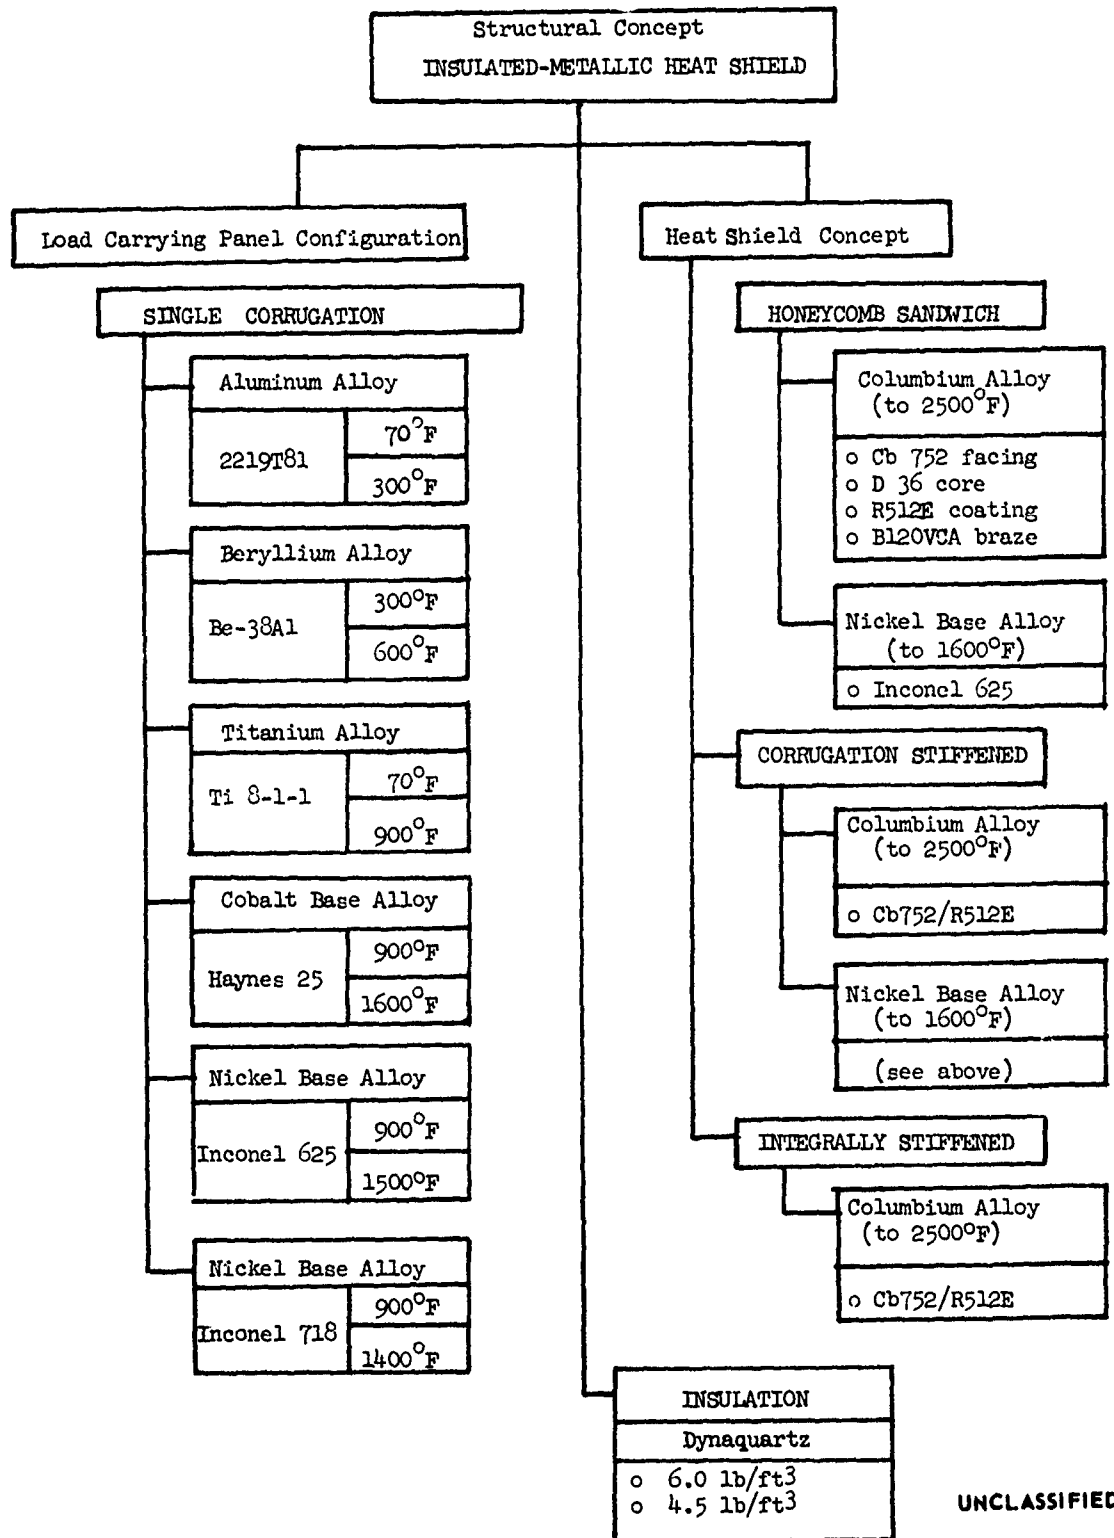 Structural Concept
INSULATED-METALLIC HEAT SHIELD
Load Carrying Panel Configuration
SINGLE CORRUGATION
Aluminum Alloy
2219T81
70°F
300°F
Beryllium Alloy
Be-38Al
300°F
600°F
Titanium Alloy
Ti 8-1-1
70°F
900°F
Cobalt Base Alloy
Haynes 25
900°F
1600°F
Nickel Base Alloy
Inconel 625
900°F
1500°F
Nickel Base Alloy
Inconel 718
900°F
1400°F
Heat Shield Concept
HONEYCOMB SANDWICH
Columbium Alloy
(to 2500°F)
o Cb 752 facing
o D 36 core
o R512E coating
o B120VCA braze
Nickel Base Alloy
(to 1600°F)
o Inconel 625
CORRUGATION STIFFENED
Columbium Alloy
(to 2500°F)
o Cb752/R512E
Nickel Base Alloy
(to 1600°F)
(see above)
INTEGRALLY STIFFENED
Columbium Alloy
(to 2500°F)
o Cb752/R512E
INSULATION
Dynaquartz
o 6.0 lb/ft3
o 4.5 lb/ft3
UNCLASSIFIED